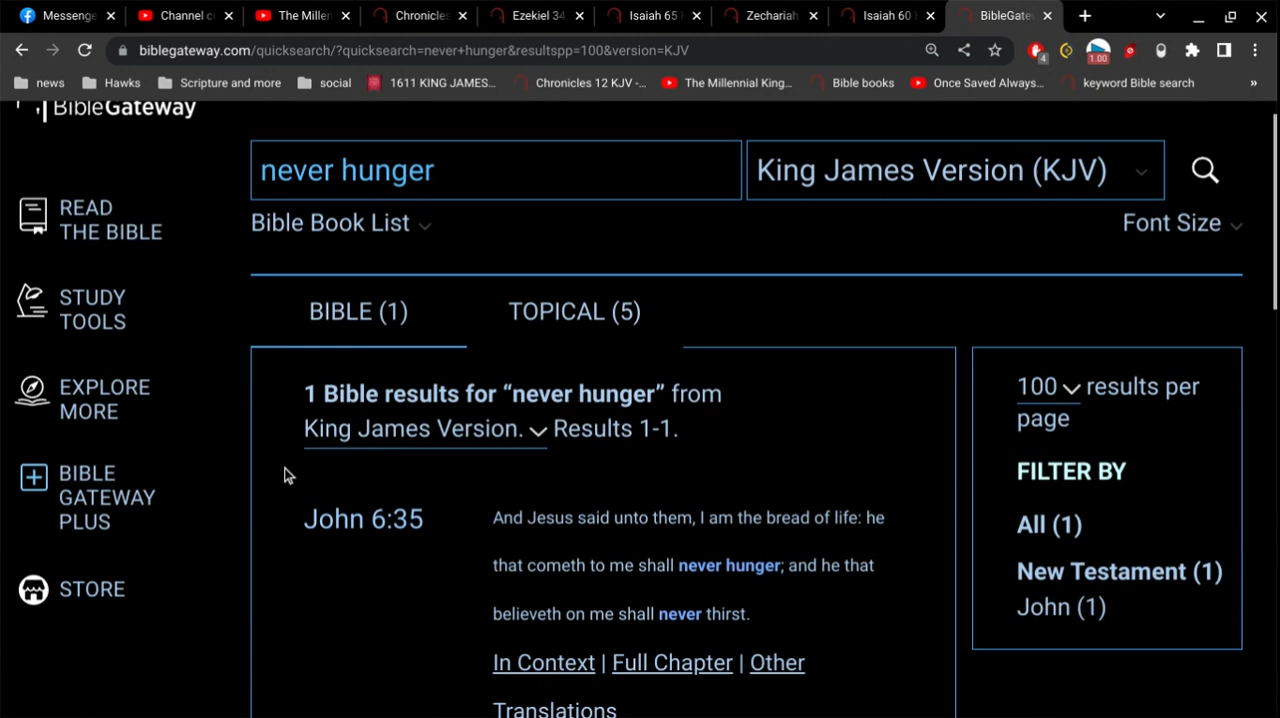 Messenge
Channel c
The Millen
Chronicles
Ezekiel 34
Isaiah 65
Zechariah
Isaiah 60
BibleGatew
biblegateway.com/quicksearch/?quicksearch=never+hunger&resultspp=100&version=KJV
4
1.00
news
Hawks
Scripture and more
social
1611 KING JAMES...
Chronicles 12 KJV -...
The Millennial King...
Bible books
Once Saved Always...
keyword Bible search
»
BibleGateway
never hunger
King James Version (KJV)
Bible Book List
Font Size
READ
THE BIBLE
STUDY
TOOLS
EXPLORE
MORE
BIBLE
GATEWAY
PLUS
STORE
BIBLE (1)
TOPICAL (5)
1 Bible results for “never hunger” from
King James Version. Results 1-1.
John 6:35
And Jesus said unto them, I am the bread of life: he
that cometh to me shall never hunger; and he that
believeth on me shall never thirst.
In Context | Full Chapter | Other
Translations
100 results per
page
FILTER BY
All (1)
New Testament (1)
John (1)